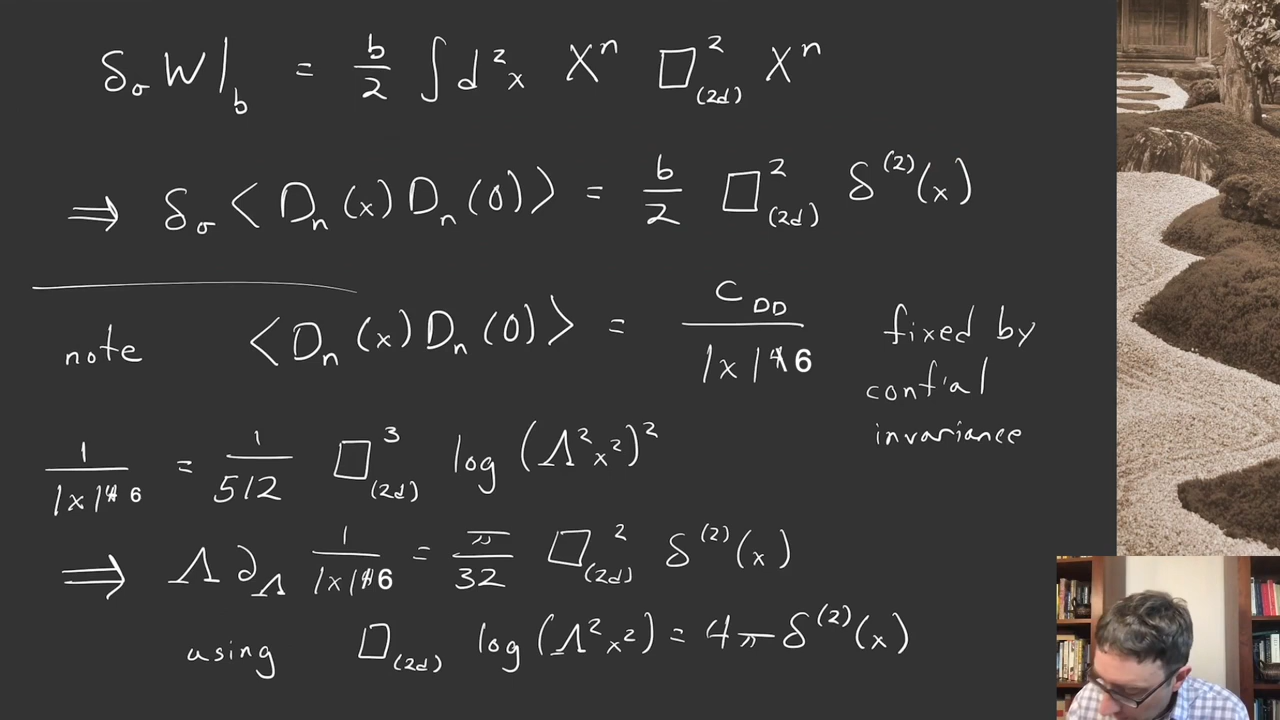 δ_σ W|_b = b/2 ∫ d²x Xⁿ □²_(2d) Xⁿ
⇒ δ_σ < D_n (x) D_n (0) > = b/2 □²_(2d) δ^(2)(x)
note < D_n (x) D_n (0) > = C_DD / |x|^6 fixed by
conf'al
invariance
1/|x|^6 = 1/512 □³_(2d) log (Λ²x²)²
⇒ Λ ∂_Λ 1/|x|^6 = π/32 □²_(2d) δ^(2)(x)
using □_(2d) log (Λ²x²) = 4π δ^(2)(x)